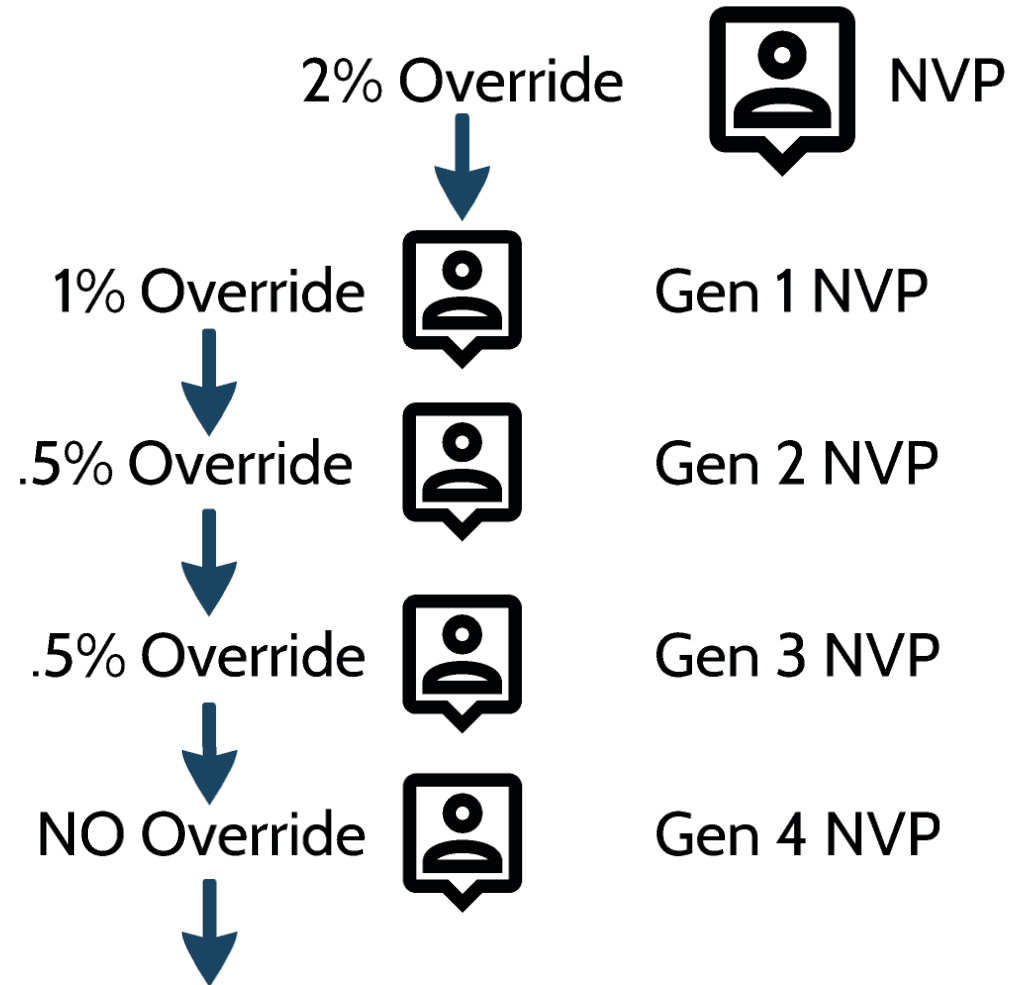 2% Override NVP
1% Override Gen 1 NVP
.5% Override Gen 2 NVP
.5% Override Gen 3 NVP
NO Override Gen 4 NVP